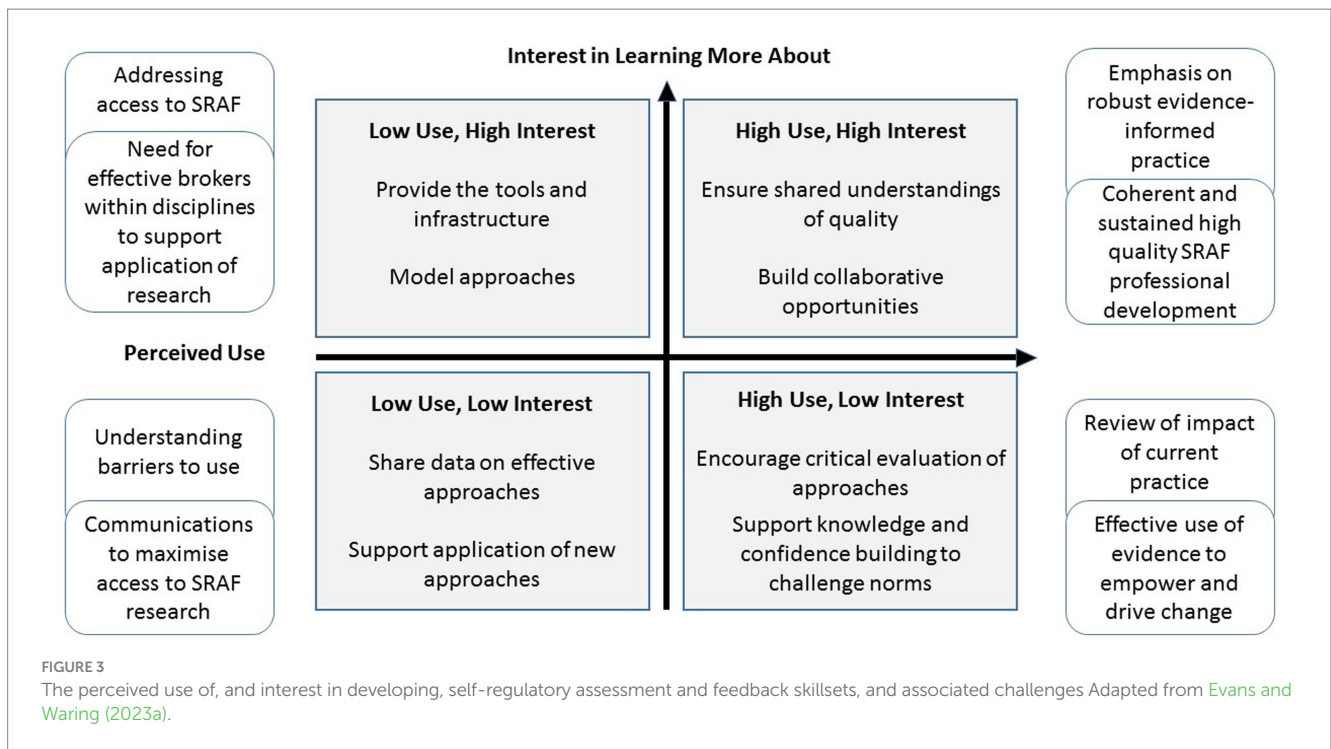 Interest in Learning More About
Addressing
access to SRAF
Need for
effective brokers
within disciplines
to support
application of
research
Low Use, High Interest
Provide the tools and
infrastructure
Model approaches
High Use, High Interest
Ensure shared understandings
of quality
Build collaborative
opportunities
Emphasis on
robust evidence-
informed
practice
Coherent and
sustained high
quality SRAF
professional
development
Perceived Use
Understanding
barriers to use
Communications
to maximise
access to SRAF
research
Low Use, Low Interest
Share data on effective
approaches
Support application of new
approaches
High Use, Low Interest
Encourage critical evaluation of
approaches
Support knowledge and
confidence building to
challenge norms
Review of impact
of current
practice
Effective use of
evidence to
empower and
drive change
FIGURE 3
The perceived use of, and interest in developing, self-regulatory assessment and feedback skillsets, and associated challenges Adapted from Evans and
Waring (2023a).